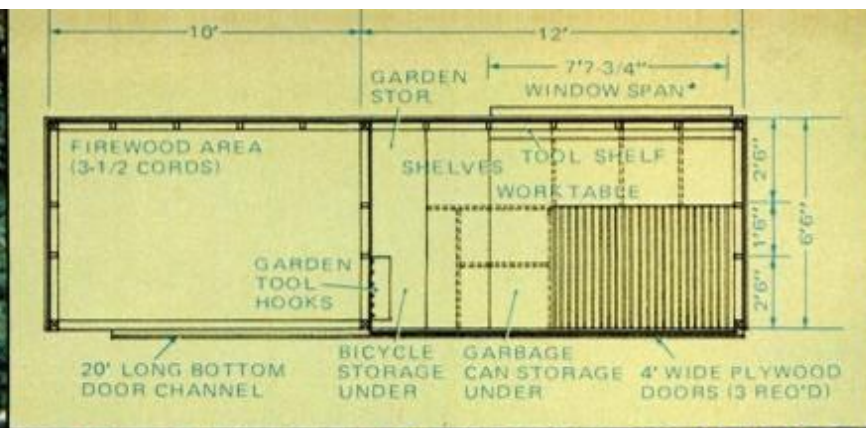 10'
12'
7'7-3/4"
WINDOW SPAN*
GARDEN
STOR.
FIREWOOD AREA
(3-1/2 CORDS)
SHELVES
TOOL SHELF
WORK TABLE
2'6"
1'6"
6'6"
2'6"
GARDEN
TOOL
HOOKS
20' LONG BOTTOM
DOOR CHANNEL
BICYCLE
STORAGE
UNDER
GARBAGE
CAN STORAGE
UNDER
4' WIDE PLYWOOD
DOORS (3 REQ'D)